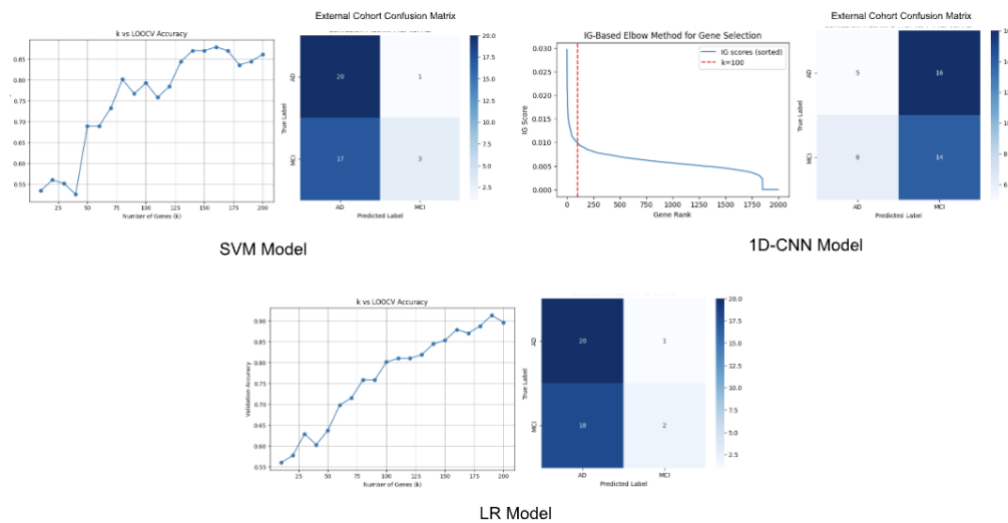 External Cohort Confusion Matrix
k vs LOOCV Accuracy
0.85
0.80
0.75
0.70
0.65
0.60
0.55
25 50 75 100 125 150 175 200
Number of Genes (k)
True Label
AD
MCI
20 1
17 3
AD MCI
Predicted Label
20.0
17.5
15.0
12.5
10.0
7.5
5.0
2.5
SVM Model
IG-Based Elbow Method for Gene Selection
IG scores (sorted)
k=100
IG Score
0.030
0.025
0.020
0.015
0.010
0.005
0.000
0 250 500 750 1000 1250 1500 1750 2000
Gene Rank
External Cohort Confusion Matrix
True Label
AD
MCI
5 16
6 14
AD MCI
Predicted Label
1D-CNN Model
k vs LOOCV Accuracy
Validation Accuracy
0.90
0.85
0.80
0.75
0.70
0.65
0.60
0.55
25 50 75 100 125 150 175 200
Number of Genes (k)
True Label
AD
MCI
20 1
18 2
AD MCI
Predicted Label
20.0
17.5
15.0
12.5
10.0
7.5
5.0
2.5
LR Model